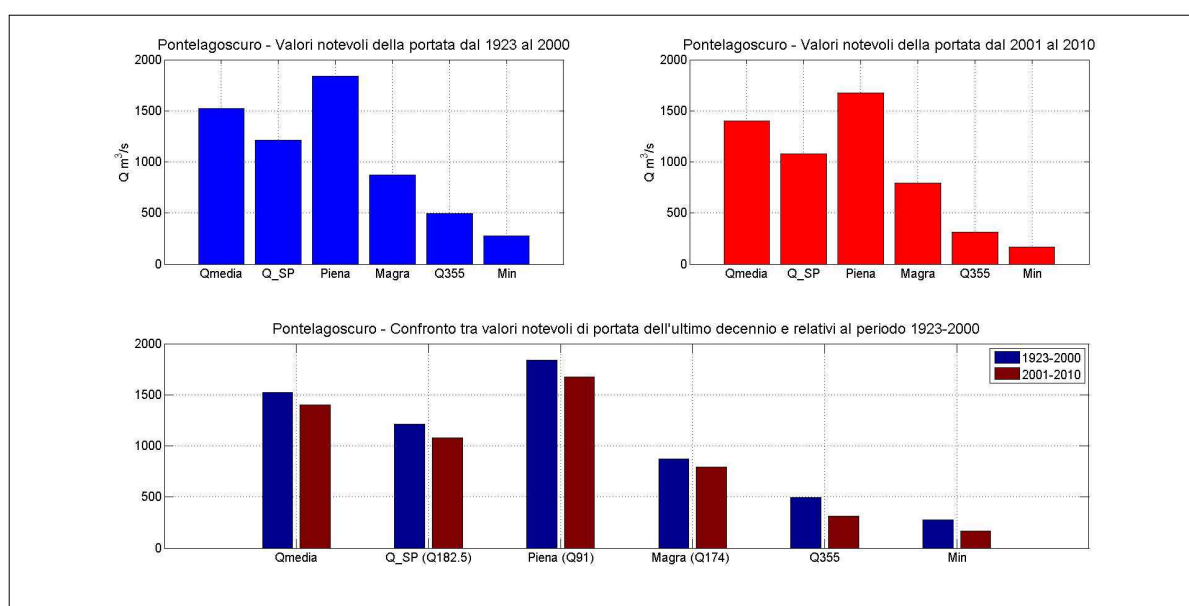 Pontelagoscuro - Valori notevoli della portata dal 1923 al 2000
2000
1500
1000
500
0
Q m³/s
Qmedia Q_SP Piena Magra Q355 Min
Pontelagoscuro - Valori notevoli della portata dal 2001 al 2010
2000
1500
1000
500
0
Q m³/s
Qmedia Q_SP Piena Magra Q355 Min
Pontelagoscuro - Confronto tra valori notevoli di portata dell'ultimo decennio e relativi al periodo 1923-2000
2000
1500
1000
500
0
1923-2000
2001-2010
Qmedia Q_SP (Q182.5) Piena (Q91) Magra (Q174) Q355 Min